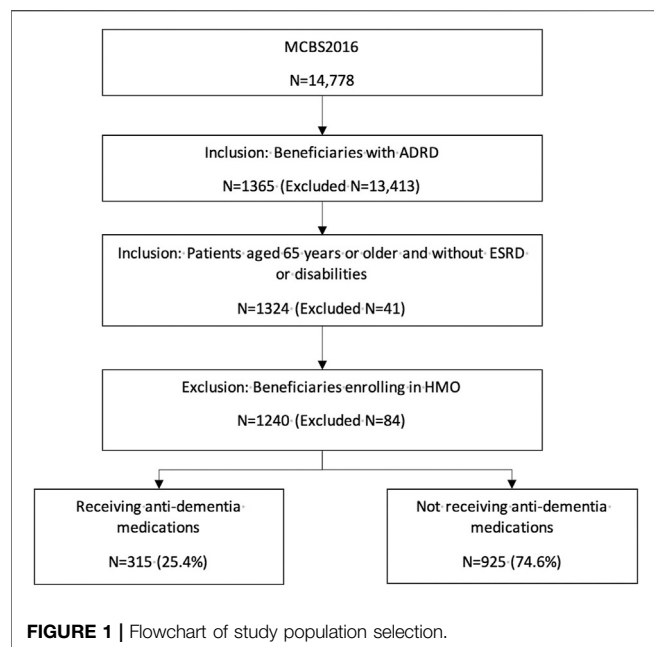 MCBS2016
N=14,778
Inclusion: Beneficiaries with ADRD
N=1365 (Excluded N=13,413)
Inclusion: Patients aged 65 years or older and without ESRD
or disabilities
N=1324 (Excluded N=41)
Exclusion: Beneficiaries enrolling in HMO
N=1240 (Excluded N=84)
Receiving anti-dementia
medications
N=315 (25.4%)
Not receiving anti-dementia
medications
N=925 (74.6%)
FIGURE 1 | Flowchart of study population selection.